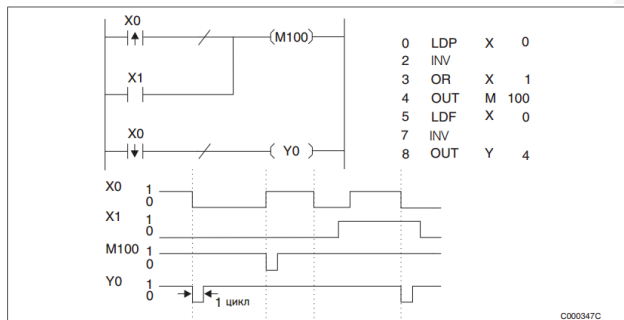 X0
(M100)
X1
X0
( Y0 )
0 LDP X 0
2 INV
3 OR X 1
4 OUT M 100
5 LDF X 0
7 INV
8 OUT Y 4
X0 1
0
X1 1
0
M100 1
0
Y0 1
0
1 цикл
C000347C